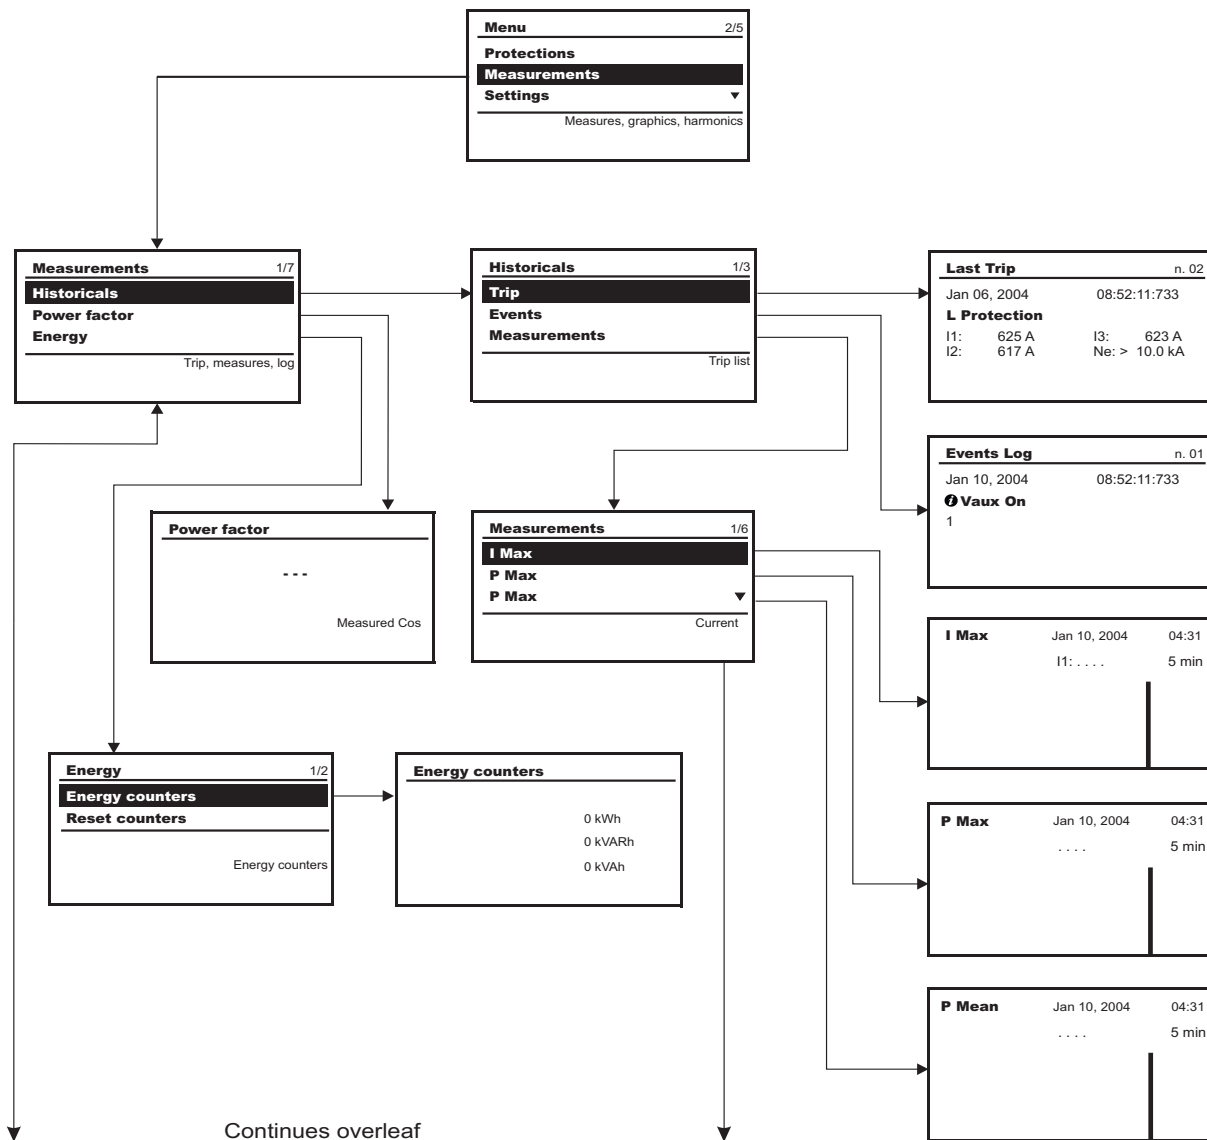 Menu 2/5
Protections
Measurements
Settings ▼
Measures, graphics, harmonics
Measurements 1/7
Historicals
Power factor
Energy
Trip, measures, log
Historicals 1/3
Trip
Events
Measurements
Trip list
Last Trip n. 02
Jan 06, 2004 08:52:11:733
L Protection
I1: 625 A I3: 623 A
I2: 617 A Ne: > 10.0 kA
Events Log n. 01
Jan 10, 2004 08:52:11:733
i Vaux On
1
Power factor
- - -
Measured Cos
Measurements 1/6
I Max
P Max
P Max ▼
Current
I Max Jan 10, 2004 04:31
I1: . . . . 5 min
Energy 1/2
Energy counters
Reset counters
Energy counters
Energy counters
0 kWh
0 kVARh
0 kVAh
P Max Jan 10, 2004 04:31
. . . . 5 min
P Mean Jan 10, 2004 04:31
. . . . 5 min
Continues overleaf